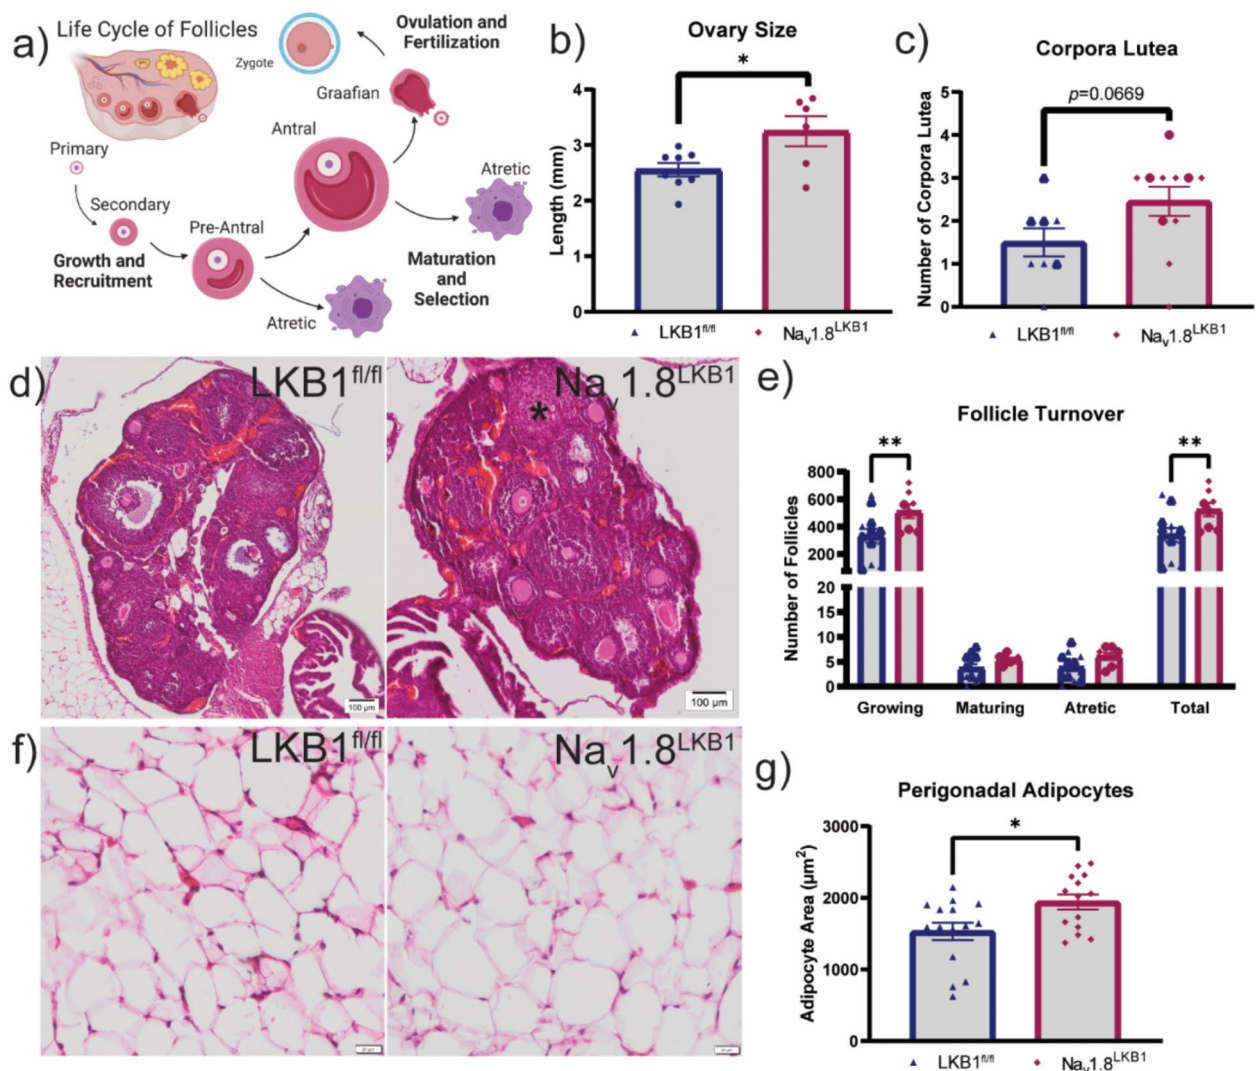 a)
Life Cycle of Follicles
Zygote
Ovulation and
Fertilization
Graafian
Antral
Primary
Secondary
Pre-Antral
Growth and
Recruitment
Atretic
Atretic
Maturation
and
Selection
b)
Ovary Size
*
Length (mm)
4
3
2
1
0
LKB1fl/fl
Nav1.8LKB1
c)
Corpora Lutea
p=0.0669
Number of Corpora Lutea
5
4
3
2
1
0
LKB1fl/fl
Nav1.8LKB1
d)
LKB1fl/fl
100 μm
Nav1.8LKB1
*
100 μm
e)
Follicle Turnover
**
**
Number of Follicles
800
600
400
200
20
15
10
5
0
Growing
Maturing
Atretic
Total
f)
LKB1fl/fl
Nav1.8LKB1
g)
Perigonadal Adipocytes
*
Adipocyte Area (μm2)
3000
2000
1000
0
LKB1fl/fl
Nav1.8LKB1